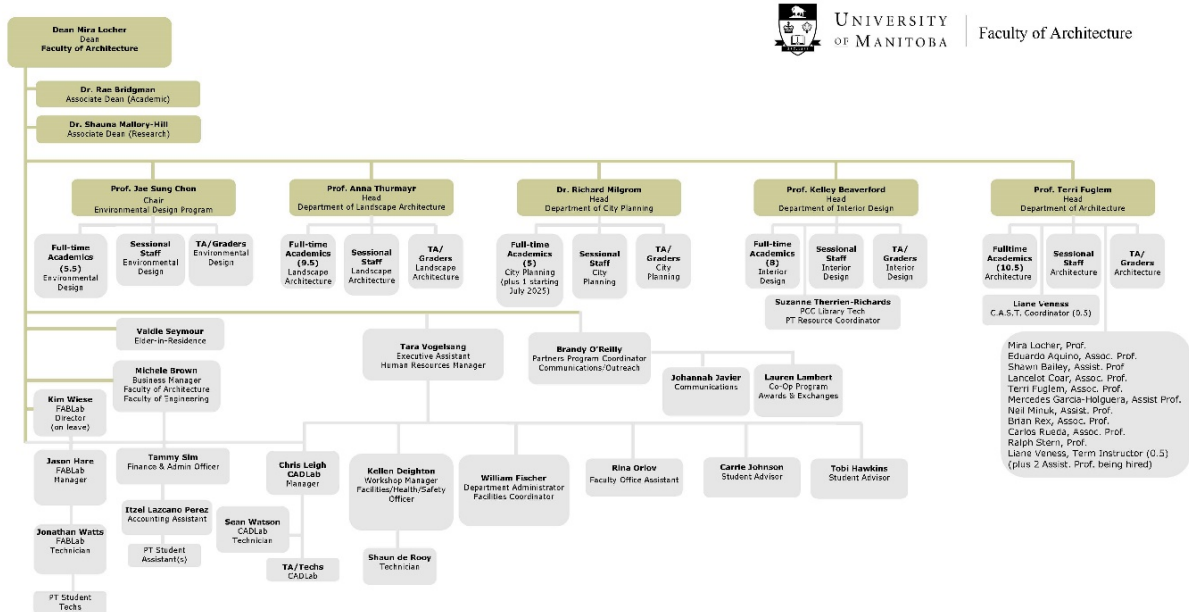 Dean Mira Locher
Dean
Faculty of Architecture
UNIVERSITY
OF MANITOBA
Faculty of Architecture
Dr. Rae Bridgman
Associate Dean (Academic)
Dr. Shauna Mallory-Hill
Associate Dean (Research)
Prof. Jae Sung Chon
Chair
Environmental Design Program
Prof. Anna Thurmayr
Head
Department of Landscape Architecture
Dr. Richard Milgrom
Head
Department of City Planning
Prof. Kelley Beaverford
Head
Department of Interior Design
Prof. Terri Fuglem
Head
Department of Architecture
Full-time
Academics
(5.5)
Environmental
Design
Sessional
Staff
Environmental
Design
TA/Graders
Environmental
Design
Full-time
Academics
(9.5)
Landscape
Architecture
Sessional
Staff
Landscape
Architecture
TA/
Graders
Landscape
Architecture
Full-time
Academics
(5)
City Planning
(plus 1 starting
July 2025)
Sessional
Staff
City
Planning
TA/
Graders
City
Planning
Full-time
Academics
(8)
Interior
Design
Sessional
Staff
Interior
Design
TA/
Graders
Interior
Design
Fulltime
Academics
(10.5)
Architecture
Sessional
Staff
Architecture
TA/
Graders
Architecture
Suzanne Therrien-Richards
PCC Library Tech
PT Resource Coordinator
Liane Veness
C.A.S.T. Coordinator (0.5)
Mira Locher, Prof.
Eduardo Aquino, Assoc. Prof.
Shawn Bailey, Assist. Prof
Lancelot Coar, Assoc. Prof.
Terri Fuglem, Assoc. Prof.
Mercedes Garcia-Holguera, Assist Prof.
Neil Minuk, Assist. Prof.
Brian Rex, Assoc. Prof.
Carlos Rueda, Assoc. Prof.
Ralph Stern, Prof.
Liane Veness, Term Instructor (0.5)
(plus 2 Assist. Prof. being hired)
Valdie Seymour
Elder-in-Residence
Tara Vogelsang
Executive Assistant
Human Resources Manager
Brandy O'Reilly
Partners Program Coordinator
Communications/Outreach
Johannah Javier
Communications
Lauren Lambert
Co-Op Program
Awards & Exchanges
Michele Brown
Business Manager
Faculty of Architecture
Faculty of Engineering
Kim Wiese
FABLab
Director
(on leave)
Jason Hare
FABLab
Manager
Tammy Sim
Finance & Admin Officer
Chris Leigh
CADLab
Manager
Kellen Deighton
Workshop Manager
Facilities/Health/Safety
Officer
William Fischer
Department Administrator
Facilities Coordinator
Rina Orlov
Faculty Office Assistant
Carrie Johnson
Student Advisor
Tobi Hawkins
Student Advisor
Itzel Lazcano Perez
Accounting Assistant
Sean Watson
CADLab
Technician
Jonathan Watts
FABLab
Technician
PT Student
Assistant(s)
TA/Techs
CADLab
Shaun de Rooy
Technician
PT Student
Techs